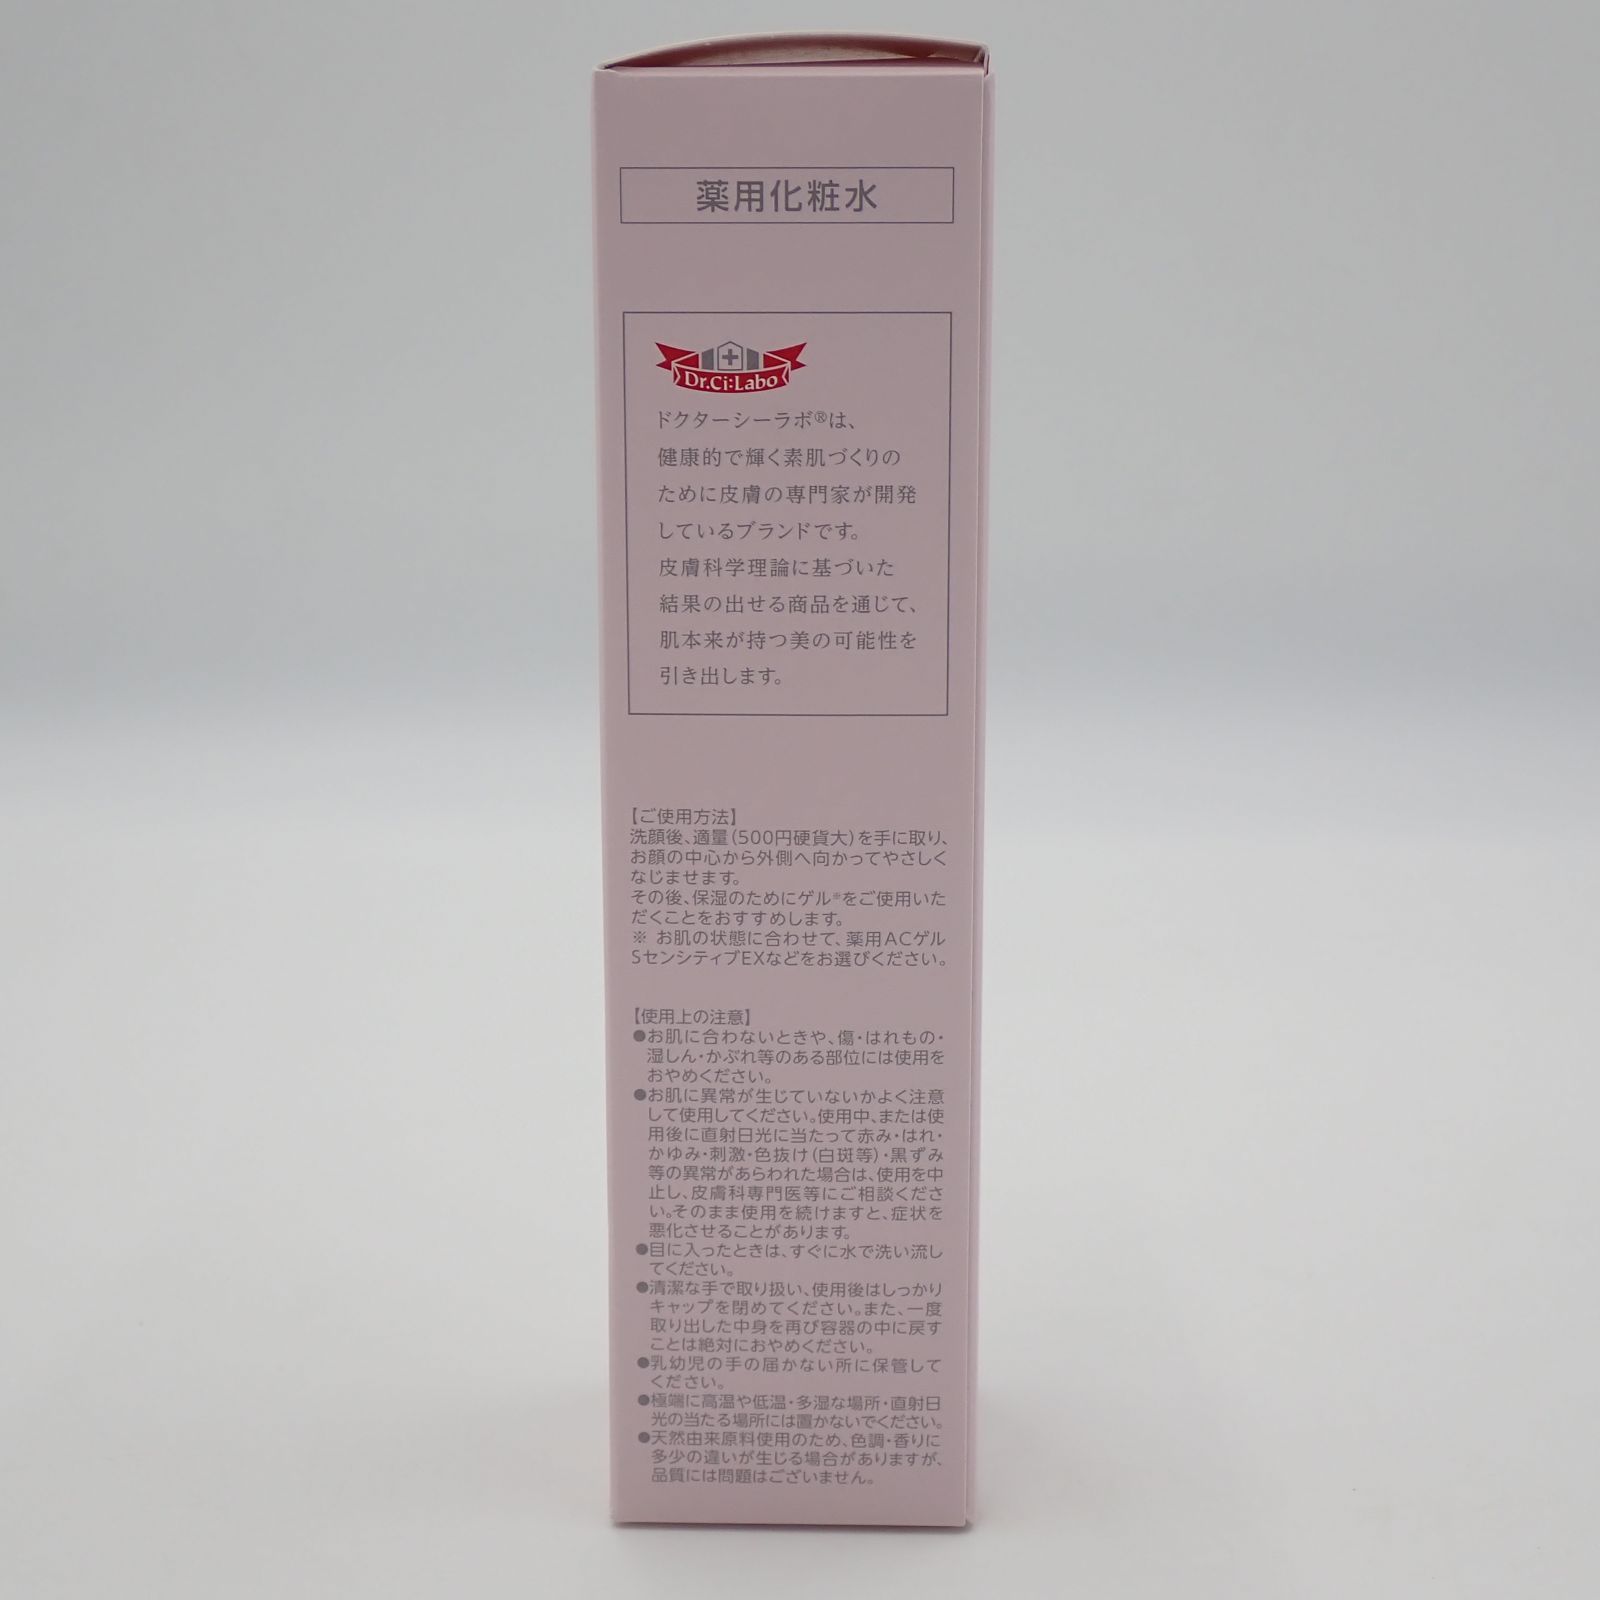 薬用化粧水
Dr.Ci:Labo
ドクターシーラボ®は、
健康的で輝く素肌づくりの
ために皮膚の専門家が開発
しているブランドです。
皮膚科学理論に基づいた
結果の出せる商品を通じて、
肌本来が持つ美の可能性を
引き出します。
【ご使用方法】
洗顔後、適量(500円硬貨大)を手に取り、
お顔の中心から外側へ向かってやさしく
なじませます。
その後、保湿のためにゲル※をご使用いた
だくことをおすすめします。
※ お肌の状態に合わせて、薬用ACゲル
SセンシティブEXなどをお選びください。
【使用上の注意】
●お肌に合わないときや、傷・はれもの・
湿しん・かぶれ等のある部位には使用を
おやめください。
●お肌に異常が生じていないかよく注意
して使用してください。使用中、または使
用後に直射日光に当たって赤み・はれ・
かゆみ・刺激・色抜け(白斑等)・黒ずみ
等の異常があらわれた場合は、使用を中
止し、皮膚科専門医等にご相談くださ
い。そのまま使用を続けますと、症状を
悪化させることがあります。
●目に入ったときは、すぐに水で洗い流し
てください。
●清潔な手で取り扱い、使用後はしっかり
キャップを閉めてください。また、一度
取り出した中身を再び容器の中に戻す
ことは絶対におやめください。
●乳幼児の手の届かない所に保管して
ください。
●極端に高温や低温・多湿な場所・直射日
光の当たる場所には置かないでください。
●天然由来原料使用のため、色調・香りに
多少の違いが生じる場合がありますが、
品質には問題はございません。